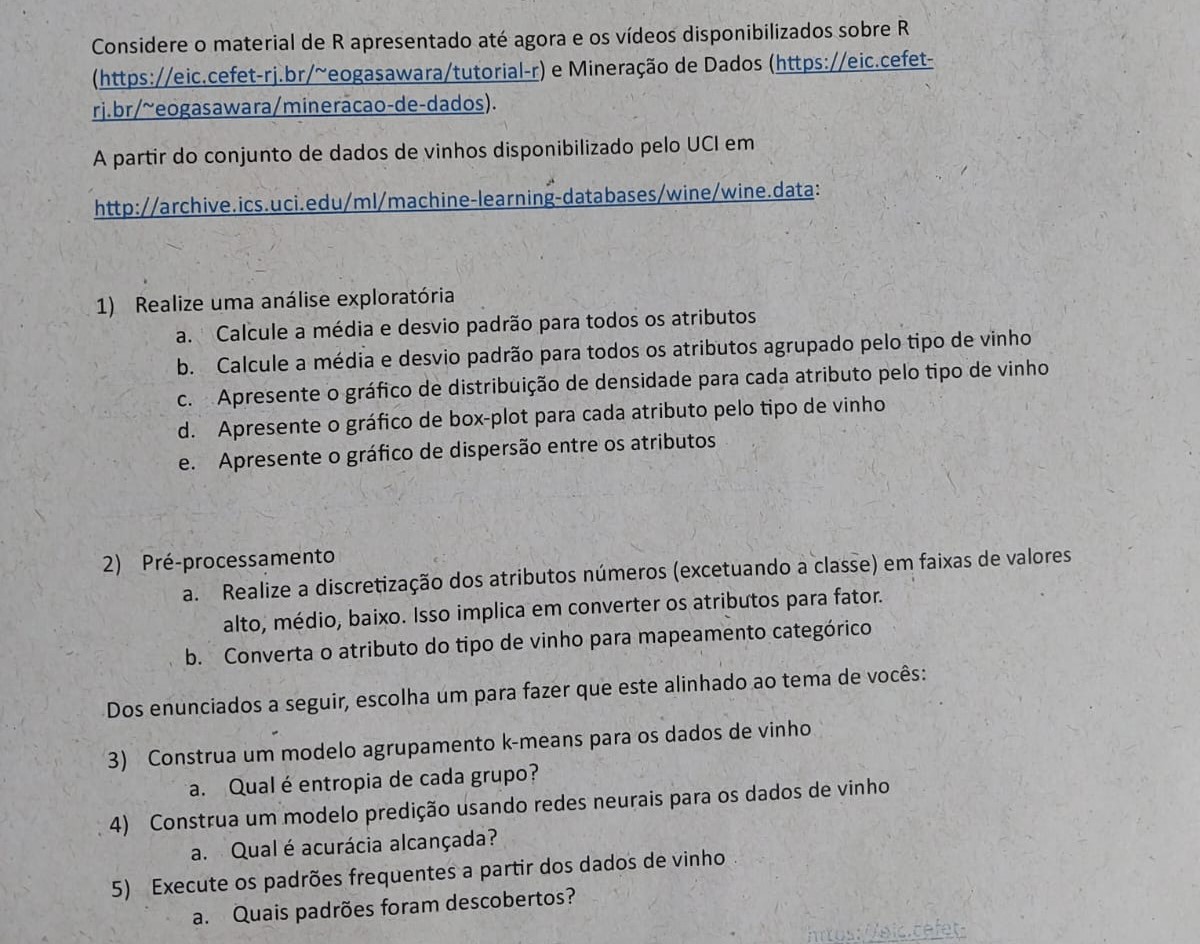 Considere o material de R apresentado até agora e os vídeos disponibilizados sobre R
(https://eic.cefet-rj.br/~eogasawara/tutorial-r) e Mineração de Dados (https://eic.cefet-
rj.br/~eogasawara/mineracao-de-dados).
A partir do conjunto de dados de vinhos disponibilizado pelo UCI em
http://archive.ics.uci.edu/ml/machine-learning-databases/wine/wine.data:
1) Realize uma análise exploratória
a. Calcule a média e desvio padrão para todos os atributos
b. Calcule a média e desvio padrão para todos os atributos agrupado pelo tipo de vinho
c. Apresente o gráfico de distribuição de densidade para cada atributo pelo tipo de vinho
d. Apresente o gráfico de box-plot para cada atributo pelo tipo de vinho
e. Apresente o gráfico de dispersão entre os atributos
2) Pré-processamento
a. Realize a discretização dos atributos números (excetuando a classe) em faixas de valores
alto, médio, baixo. Isso implica em converter os atributos para fator.
b. Converta o atributo do tipo de vinho para mapeamento categórico
Dos enunciados a seguir, escolha um para fazer que este alinhado ao tema de vocês:
3) Construa um modelo agrupamento k-means para os dados de vinho
a. Qual é entropia de cada grupo?
4) Construa um modelo predição usando redes neurais para os dados de vinho
a. Qual é acurácia alcançada?
5) Execute os padrões frequentes a partir dos dados de vinho
a. Quais padrões foram descobertos?
https://eic.cefet-